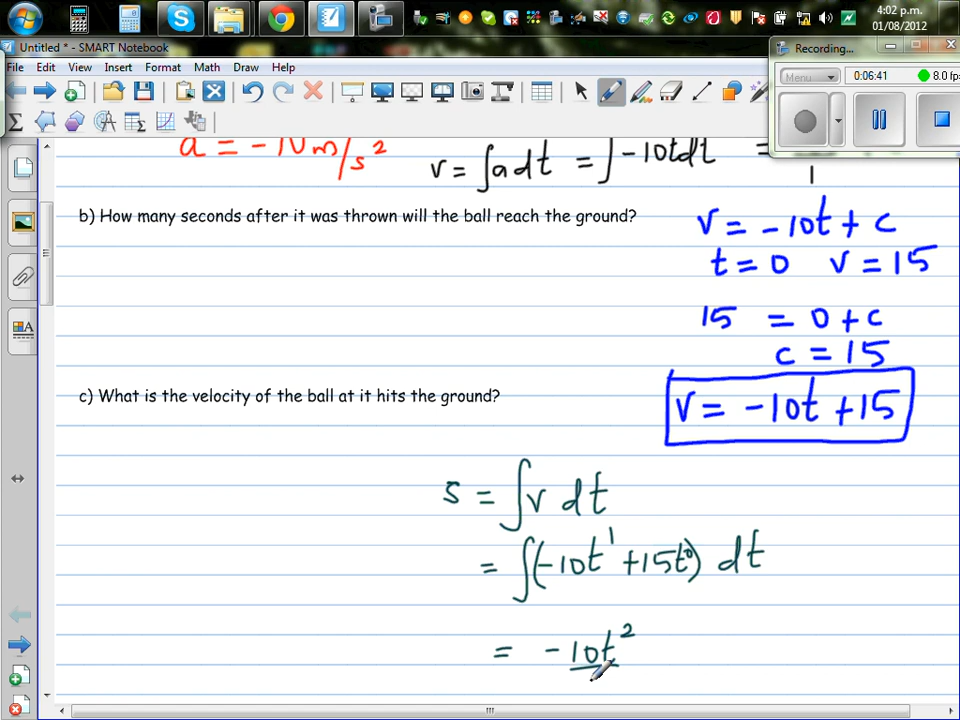 4:02 p.m.
01/08/2012
Untitled * - SMART Notebook
Recording...
File Edit View Insert Format Math Draw Help
Menu 0:06:41 8.0 fp
a = -10 m/s²
v = ∫a dt = ∫-10t dt =
1
b) How many seconds after it was thrown will the ball reach the ground?
v = -10t + c
t = 0 v = 15
15 = 0 + c
c = 15
c) What is the velocity of the ball at it hits the ground?
v = -10t + 15
s = ∫v dt
= ∫(-10t¹ + 15t⁰) dt
= -10t²